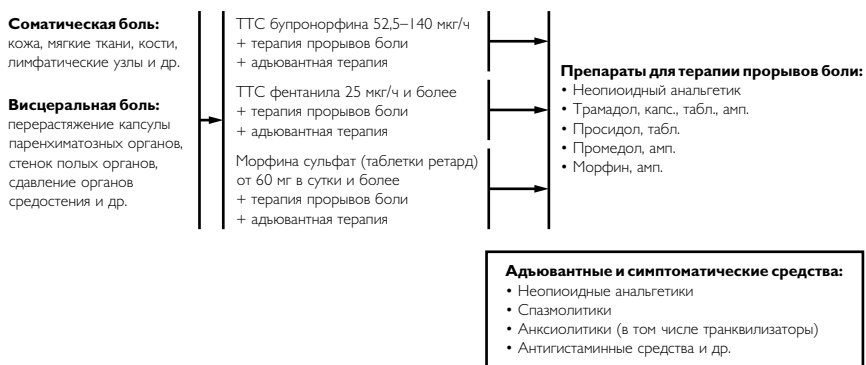 Соматическая боль:
кожа, мягкие ткани, кости,
лимфатические узлы и др.
Висцеральная боль:
перерастяжение капсулы
паренхиматозных органов,
стенок полых органов,
сдавление органов
средостения и др.
ТТС бупронорфина 52,5–140 мкг/ч
+ терапия прорывов боли
+ адъювантная терапия
ТТС фентанила 25 мкг/ч и более
+ терапия прорывов боли
+ адъювантная терапия
Морфина сульфат (таблетки ретард)
от 60 мг в сутки и более
+ терапия прорывов боли
+ адъювантная терапия
Препараты для терапии прорывов боли:
• Неопиоидный анальгетик
• Трамадол, капс., табл., амп.
• Просидол, табл.
• Промедол, амп.
• Морфин, амп.
Адъювантные и симптоматические средства:
• Неопиоидные анальгетики
• Спазмолитики
• Анксиолитики (в том числе транквилизаторы)
• Антигистаминные средства и др.